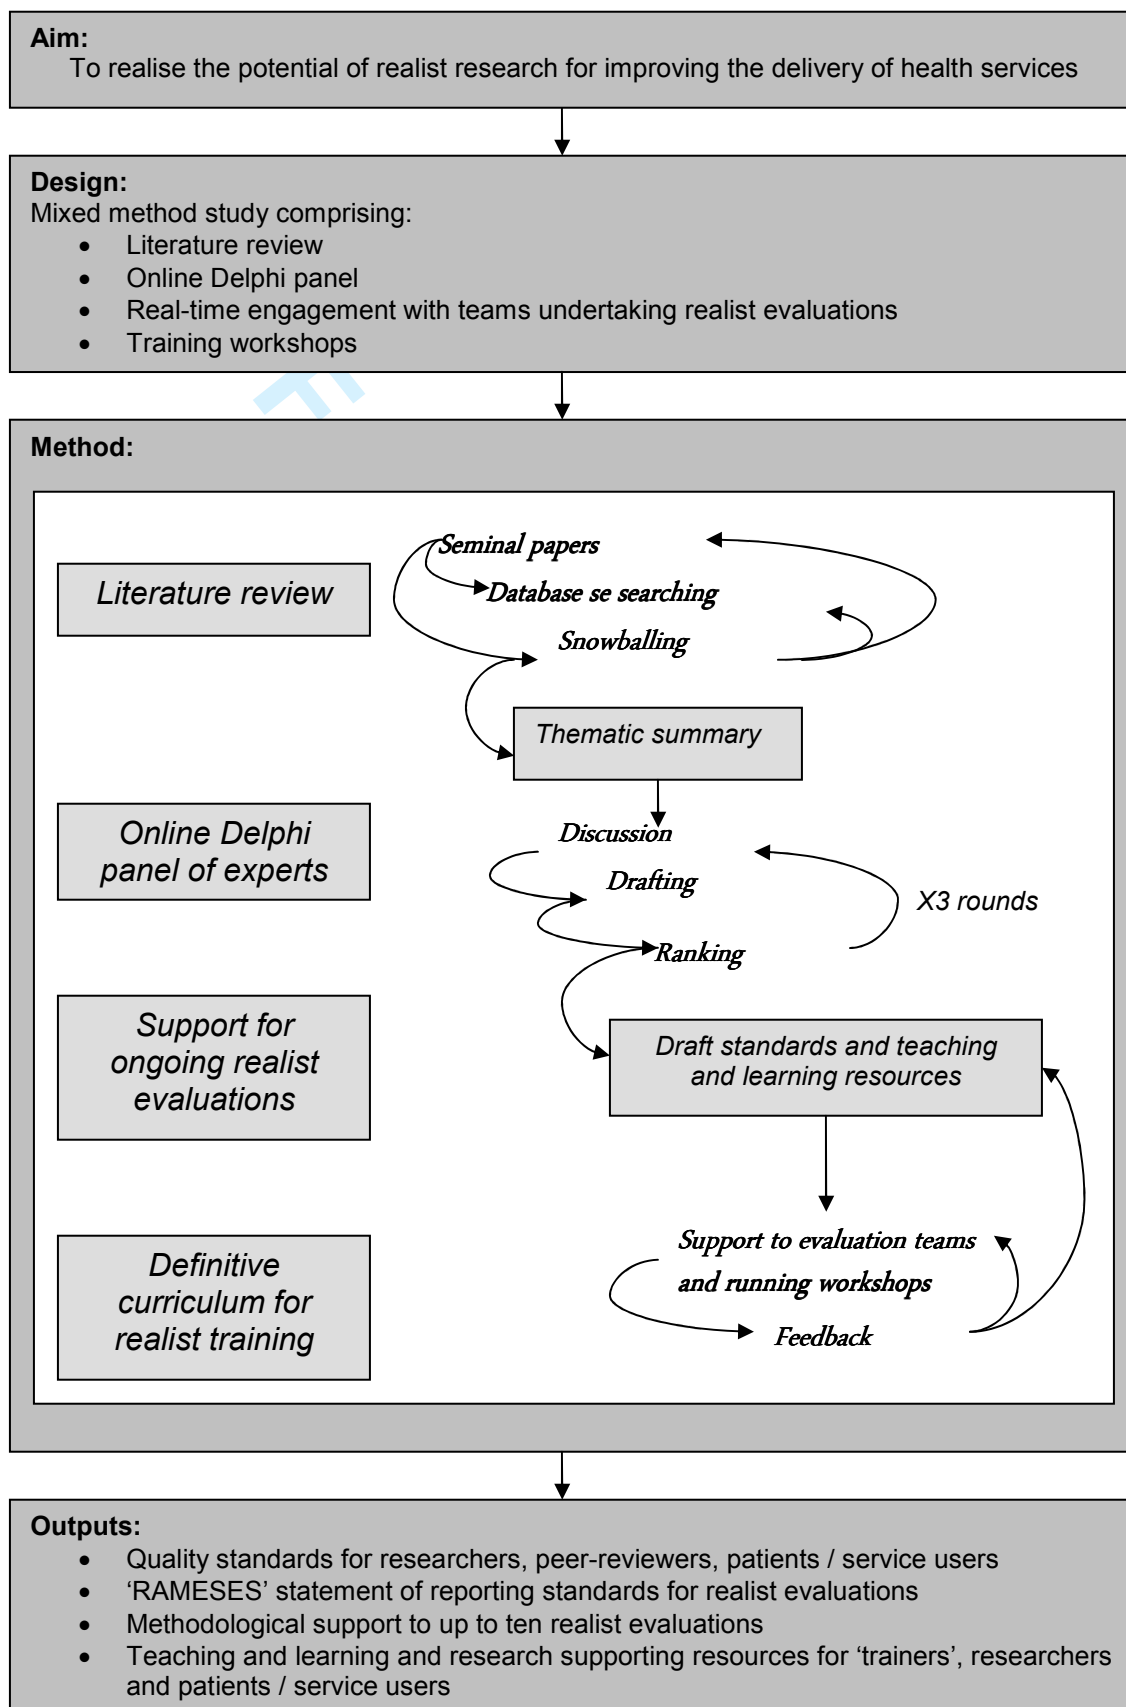 Aim:
To realise the potential of realist research for improving the delivery of health services
Design:
Mixed method study comprising:
• Literature review
• Online Delphi panel
• Real-time engagement with teams undertaking realist evaluations
• Training workshops
Method:
Literature review
Seminal papers
Database se searching
Snowballing
Thematic summary
Online Delphi
panel of experts
Discussion
Drafting
Ranking
X3 rounds
Support for
ongoing realist
evaluations
Draft standards and teaching
and learning resources
Definitive
curriculum for
realist training
Support to evaluation teams
and running workshops
Feedback
Outputs:
• Quality standards for researchers, peer-reviewers, patients / service users
• ‘RAMESES’ statement of reporting standards for realist evaluations
• Methodological support to up to ten realist evaluations
• Teaching and learning and research supporting resources for ‘trainers’, researchers
and patients / service users